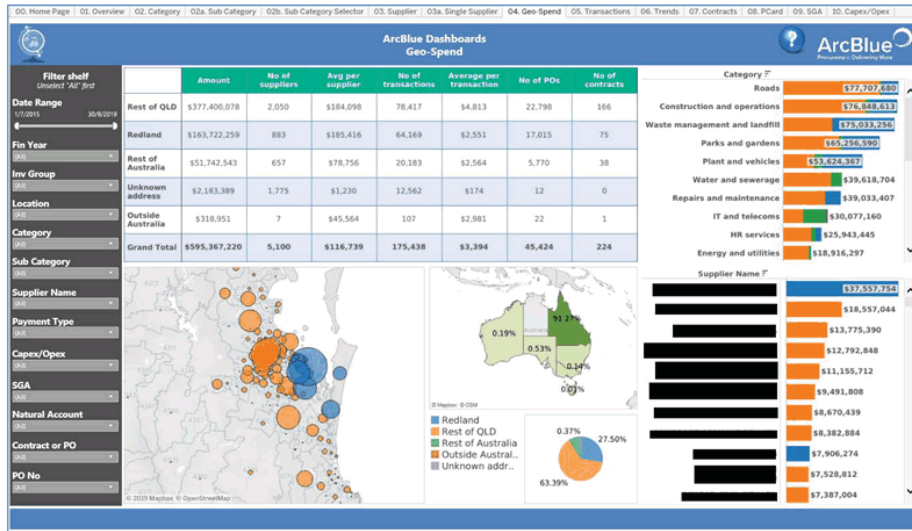 00. Home Page 01. Overview 02. Category 02a. Sub Category 02b. Sub Category Selector 03. Supplier 03a. Single Supplier 04. Geo-Spend 05. Transactions 06. Trends 07. Contracts 08. PCard 09. SGA 10. Capex/Opex
ArcBlue Dashboards
Geo-Spend
?
ArcBlue
Procurement Delivering More
Filter shelf
Unselect "All" first
Date Range
1/7/2015 30/9/2019
Fin Year
(All)
Inv Group
(All)
Location
(All)
Category
(All)
Sub Category
(All)
Supplier Name
(All)
Payment Type
(All)
Capex/Opex
(All)
SGA
(All)
Natural Account
(All)
Contract or PO
(All)
PO No
(All)
Amount No of suppliers Avg per supplier No of transactions Average per transaction No of POs No of contracts
Rest of QLD $377,400,078 2,050 $184,098 78,417 $4,813 22,798 166
Redland $163,722,259 883 $185,416 64,169 $2,551 17,015 75
Rest of Australia $51,742,543 657 $78,756 20,183 $2,564 5,770 38
Unknown address $2,183,389 1,775 $1,230 12,562 $174 12 0
Outside Australia $318,951 7 $45,564 107 $2,981 22 1
Grand Total $595,367,220 5,100 $116,739 175,438 $3,394 45,424 224
© 2019 Mapbox © OpenStreetMap
Australia
0.19%
91.27%
0.53%
0.14%
0.01%
© Mapbox © OSM
Redland
Rest of QLD
Rest of Australia
Outside Austral..
Unknown addr..
0.37%
27.50%
63.39%
Category
Roads $77,707,680
Construction and operations $76,848,613
Waste management and landfill $75,033,256
Parks and gardens $65,256,590
Plant and vehicles $53,624,367
Water and sewerage $39,618,704
Repairs and maintenance $39,033,407
IT and telecoms $30,077,160
HR services $25,943,445
Energy and utilities $18,916,297
Supplier Name
$37,557,754
$18,557,044
$13,775,390
$12,792,848
$11,155,712
$9,491,808
$8,670,439
$8,382,884
$7,906,274
$7,528,812
$7,387,004